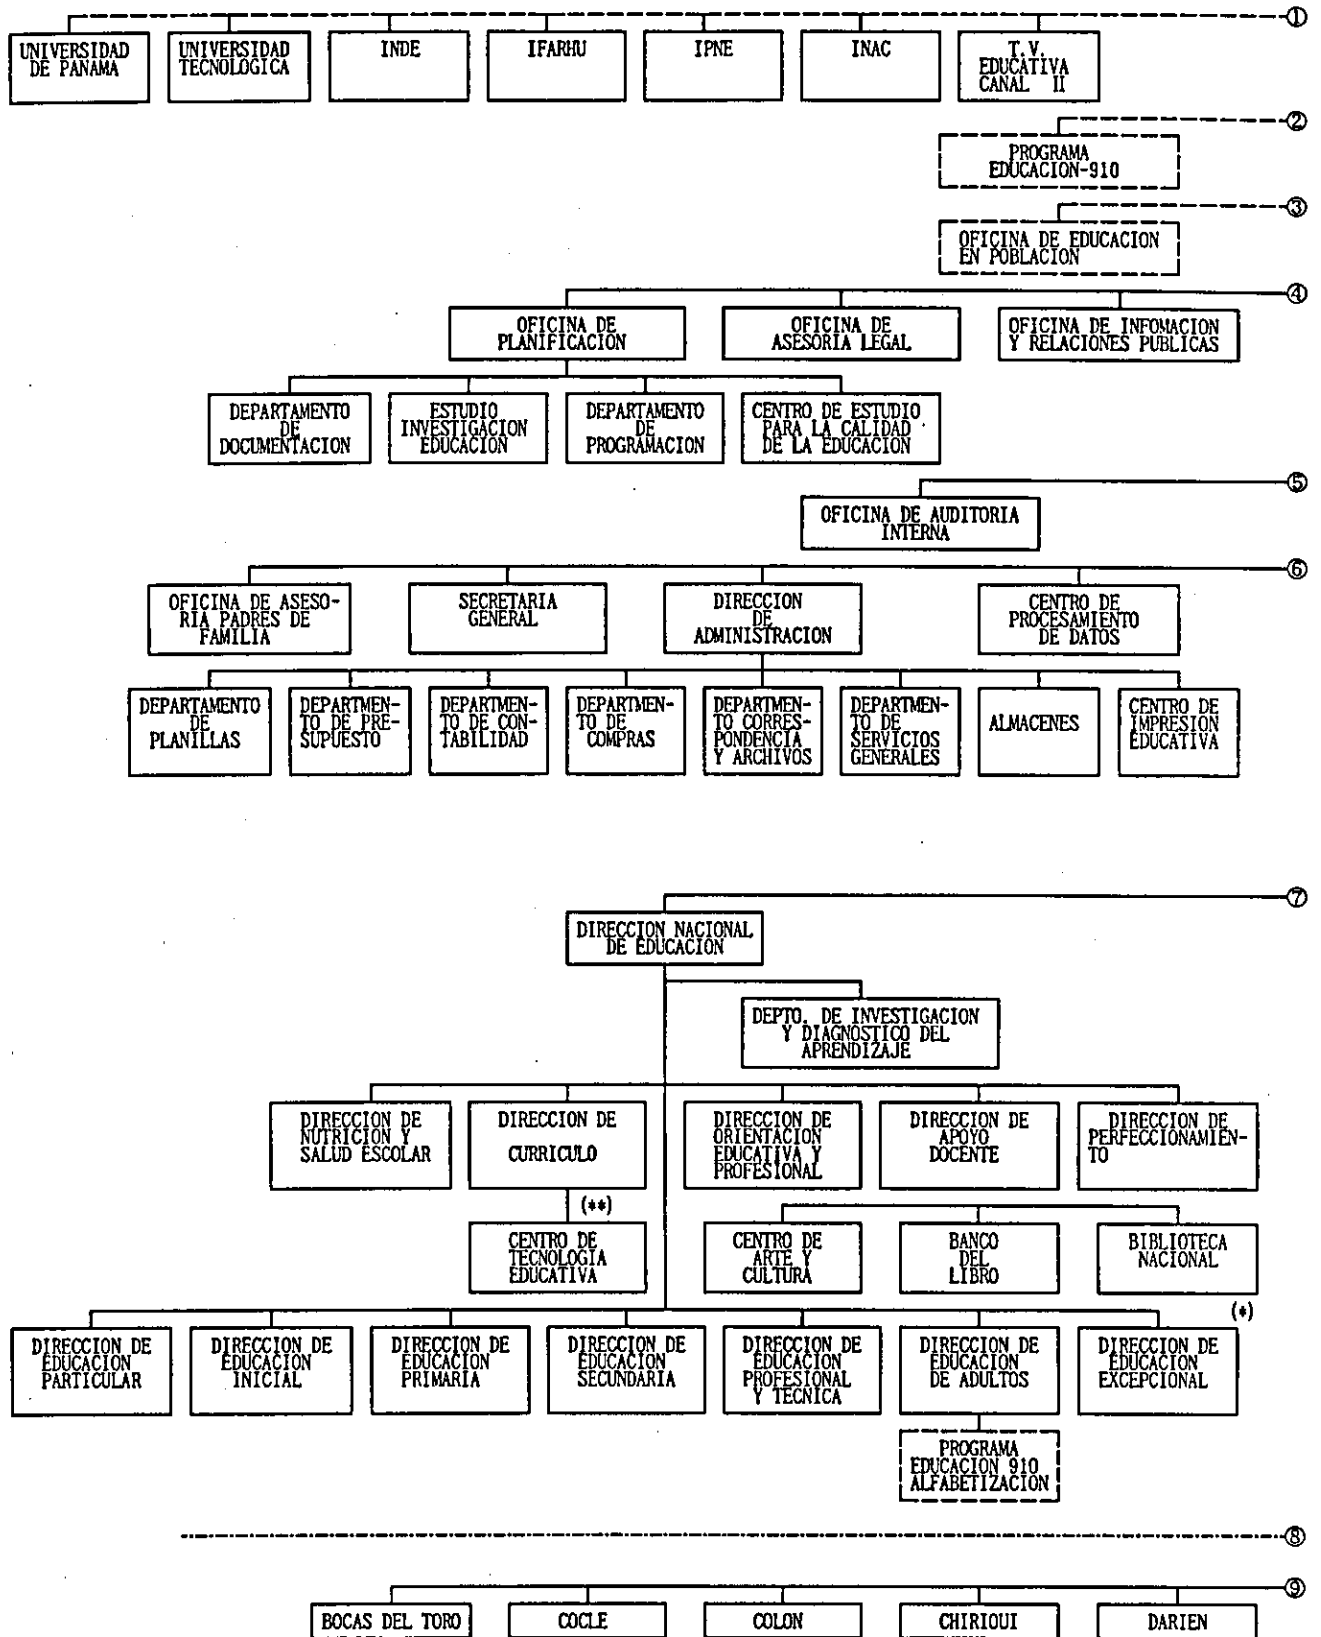 ①
UNIVERSIDAD
DE PANAMA
UNIVERSIDAD
TECNOLOGICA
INDE
IFARHU
IPNE
INAC
T.V.
EDUCATIVA
CANAL II
②
PROGRAMA
EDUCACION-910
③
OFICINA DE EDUCACION
EN POBLACION
④
OFICINA DE
PLANIFICACION
OFICINA DE
ASESORIA LEGAL
OFICINA DE INFOMACION
Y RELACIONES PUBLICAS
DEPARTAMENTO
DE
DOCUMENTACION
ESTUDIO
INVESTIGACION
EDUCACION
DEPARTAMENTO
DE
PROGRAMACION
CENTRO DE ESTUDIO
PARA LA CALIDAD
DE LA EDUCACION
⑤
OFICINA DE AUDITORIA
INTERNA
⑥
OFICINA DE ASESO-
RIA PADRES DE
FAMILIA
SECRETARIA
GENERAL
DIRECCION
DE
ADMINISTRACION
CENTRO DE
PROCESAMIENTO
DE DATOS
DEPARTAMENTO
DE
PLANILLAS
DEPARTMEN-
TO DE PRE-
SUPUESTO
DEPARTMEN-
TO DE CON-
TABILIDAD
DEPARTMEN-
TO DE
COMPRAS
DEPARTMEN-
TO CORRES-
PONDENCIA
Y ARCHIVOS
DEPARTMEN-
TO DE
SERVICIOS
GENERALES
ALMACENES
CENTRO DE
IMPRESION
EDUCATIVA
⑦
DIRECCION NACIONAL
DE EDUCACION
DEPTO. DE INVESTIGACION
Y DIAGNOSTICO DEL
APRENDIZAJE
DIRECCION DE
NUTRICION Y
SALUD ESCOLAR
DIRECCION DE
CURRICULO
DIRECCION DE
ORIENTACION
EDUCATIVA Y
PROFESIONAL
DIRECCION DE
APOYO
DOCENTE
DIRECCION DE
PERFECCIONAMIEN-
TO
(**)
CENTRO DE
TECNOLOGIA
EDUCATIVA
CENTRO DE
ARTE Y
CULTURA
BANCO
DEL
LIBRO
BIBLIOTECA
NACIONAL
(*)
DIRECCION DE
EDUCACION
PARTICULAR
DIRECCION DE
EDUCACION
INICIAL
DIRECCION DE
EDUCACION
PRIMARIA
DIRECCION DE
EDUCACION
SECUNDARIA
DIRECCION DE
EDUCACION
PROFESIONAL
Y TECNICA
DIRECCION DE
EDUCACION
DE ADULTOS
DIRECCION DE
EDUCACION
EXCEPCIONAL
PROGRAMA
EDUCACION 910
ALFABETIZACION
⑧
⑨
BOCAS DEL TORO
COCLE
COLON
CHIRIQUI
DARIEN